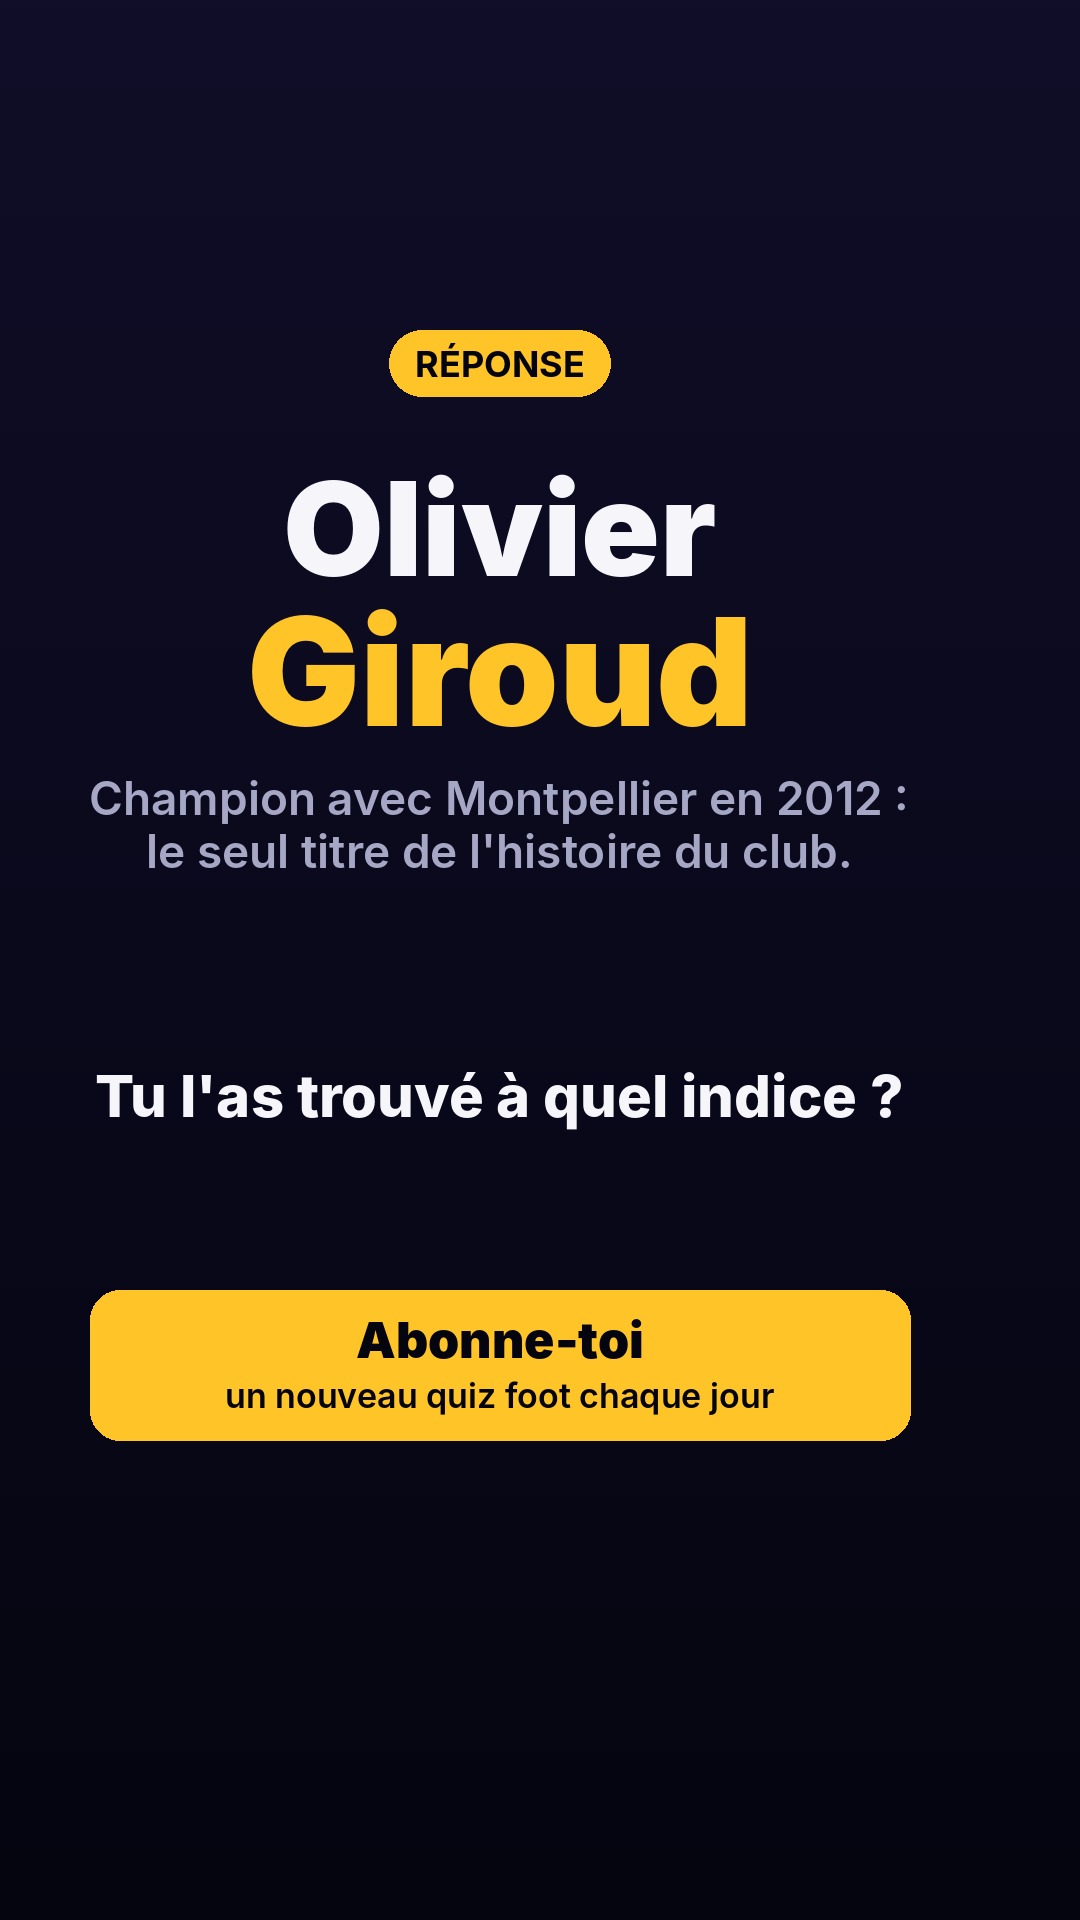 RÉPONSE
Olivier
Giroud
Champion avec Montpellier en 2012 :
le seul titre de l'histoire du club.
Tu l'as trouvé à quel indice ?
Abonne-toi
un nouveau quiz foot chaque jour